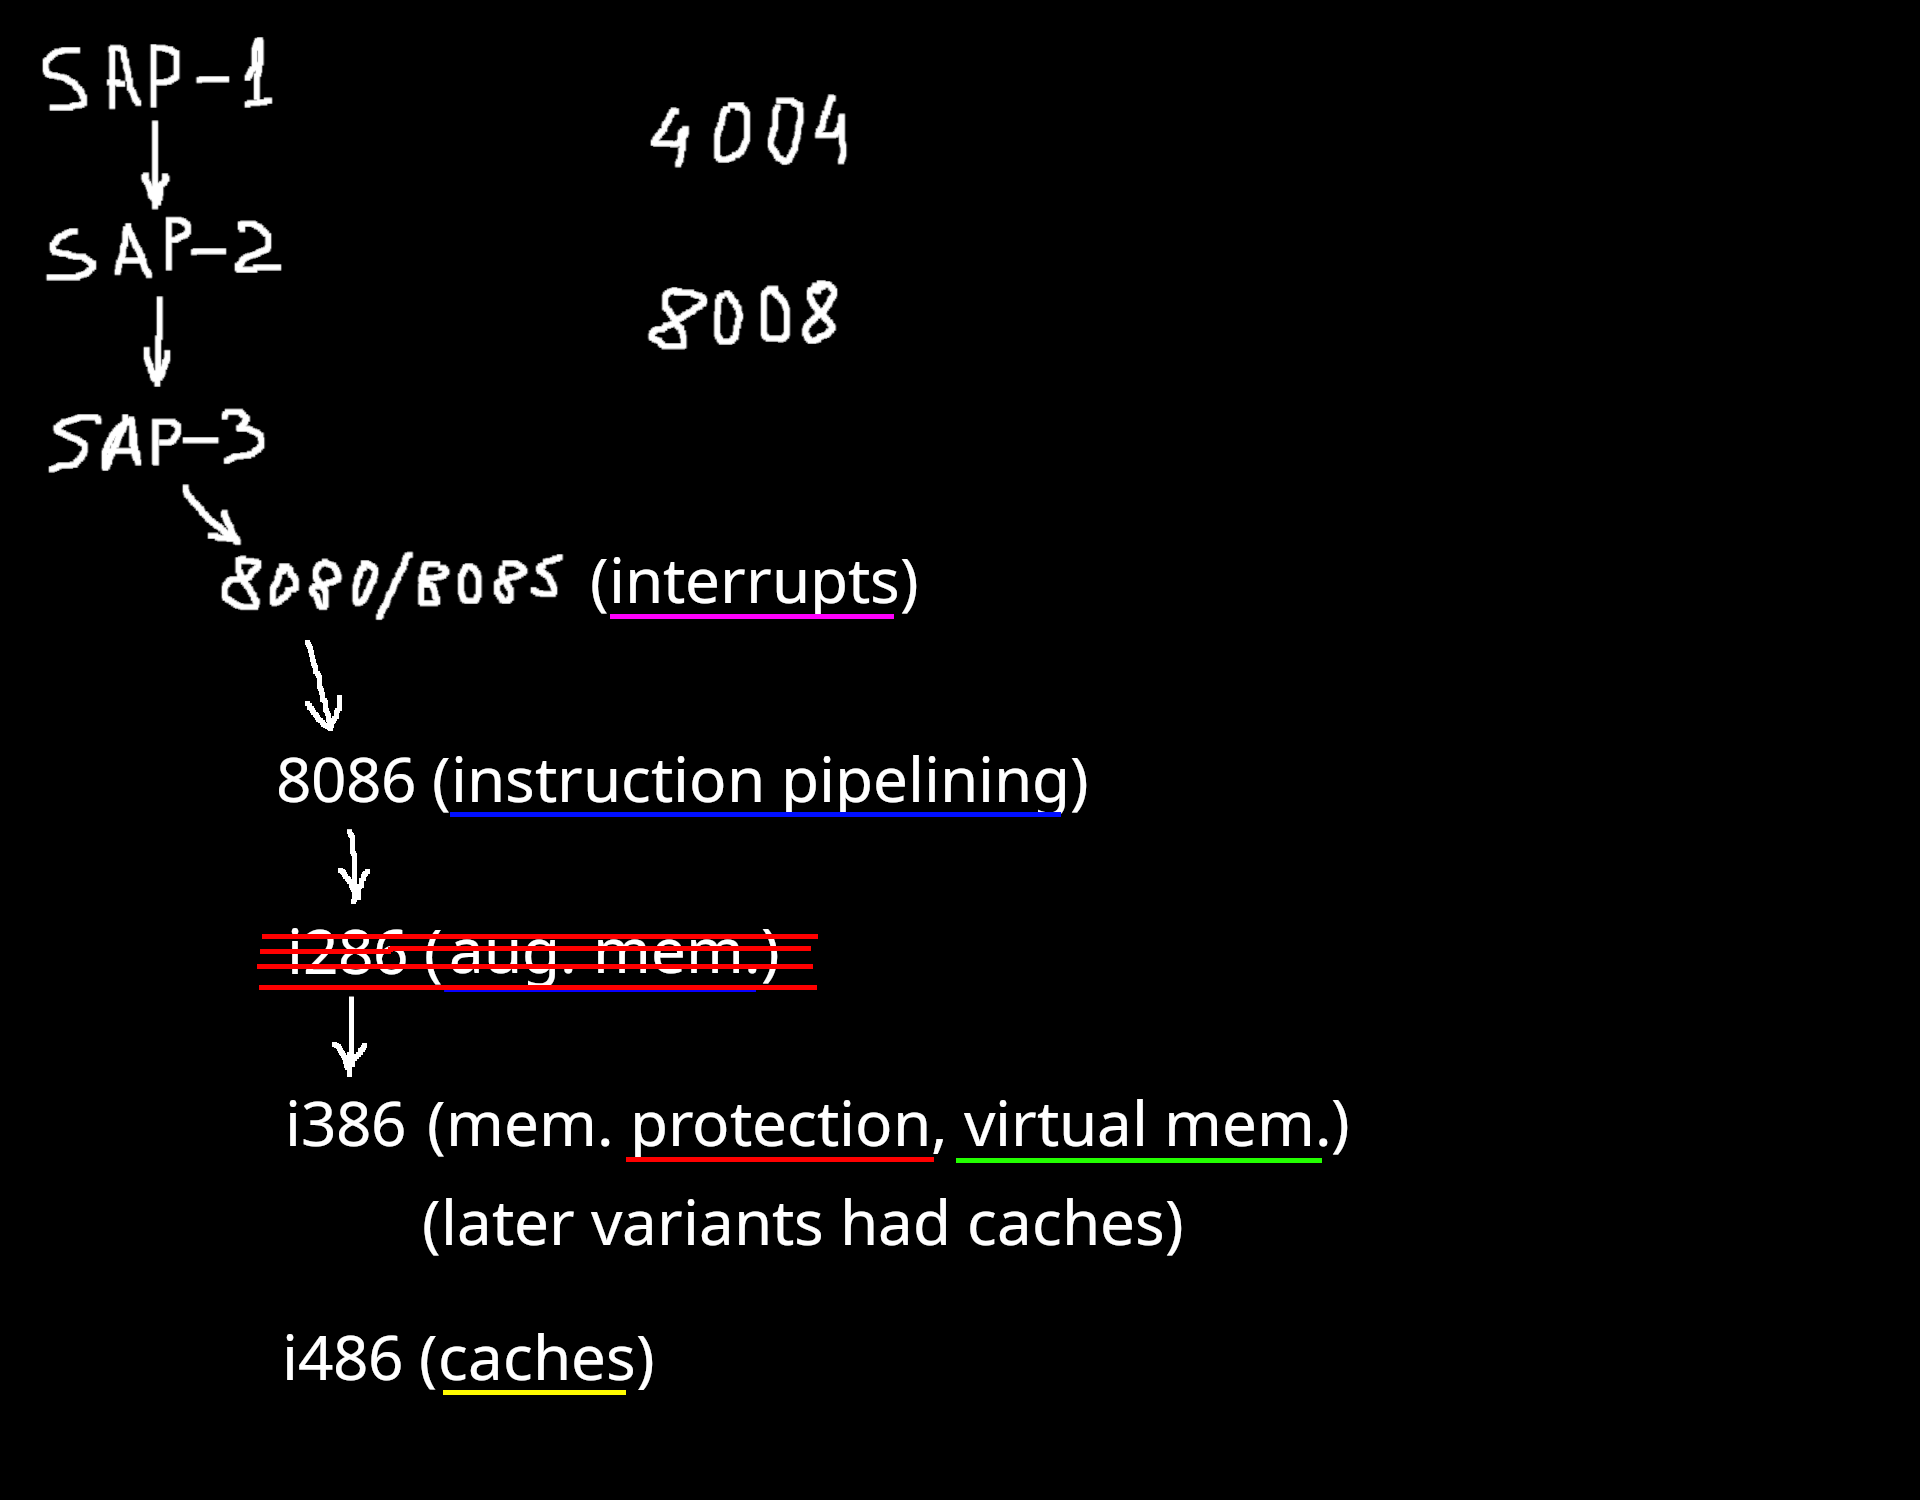 SAP-1
4004
SAP-2
8008
SAP-3
8080/8085 (interrupts)
8086 (instruction pipelining)
i286 (aug. mem.)
i386 (mem. protection, virtual mem.)
(later variants had caches)
i486 (caches)